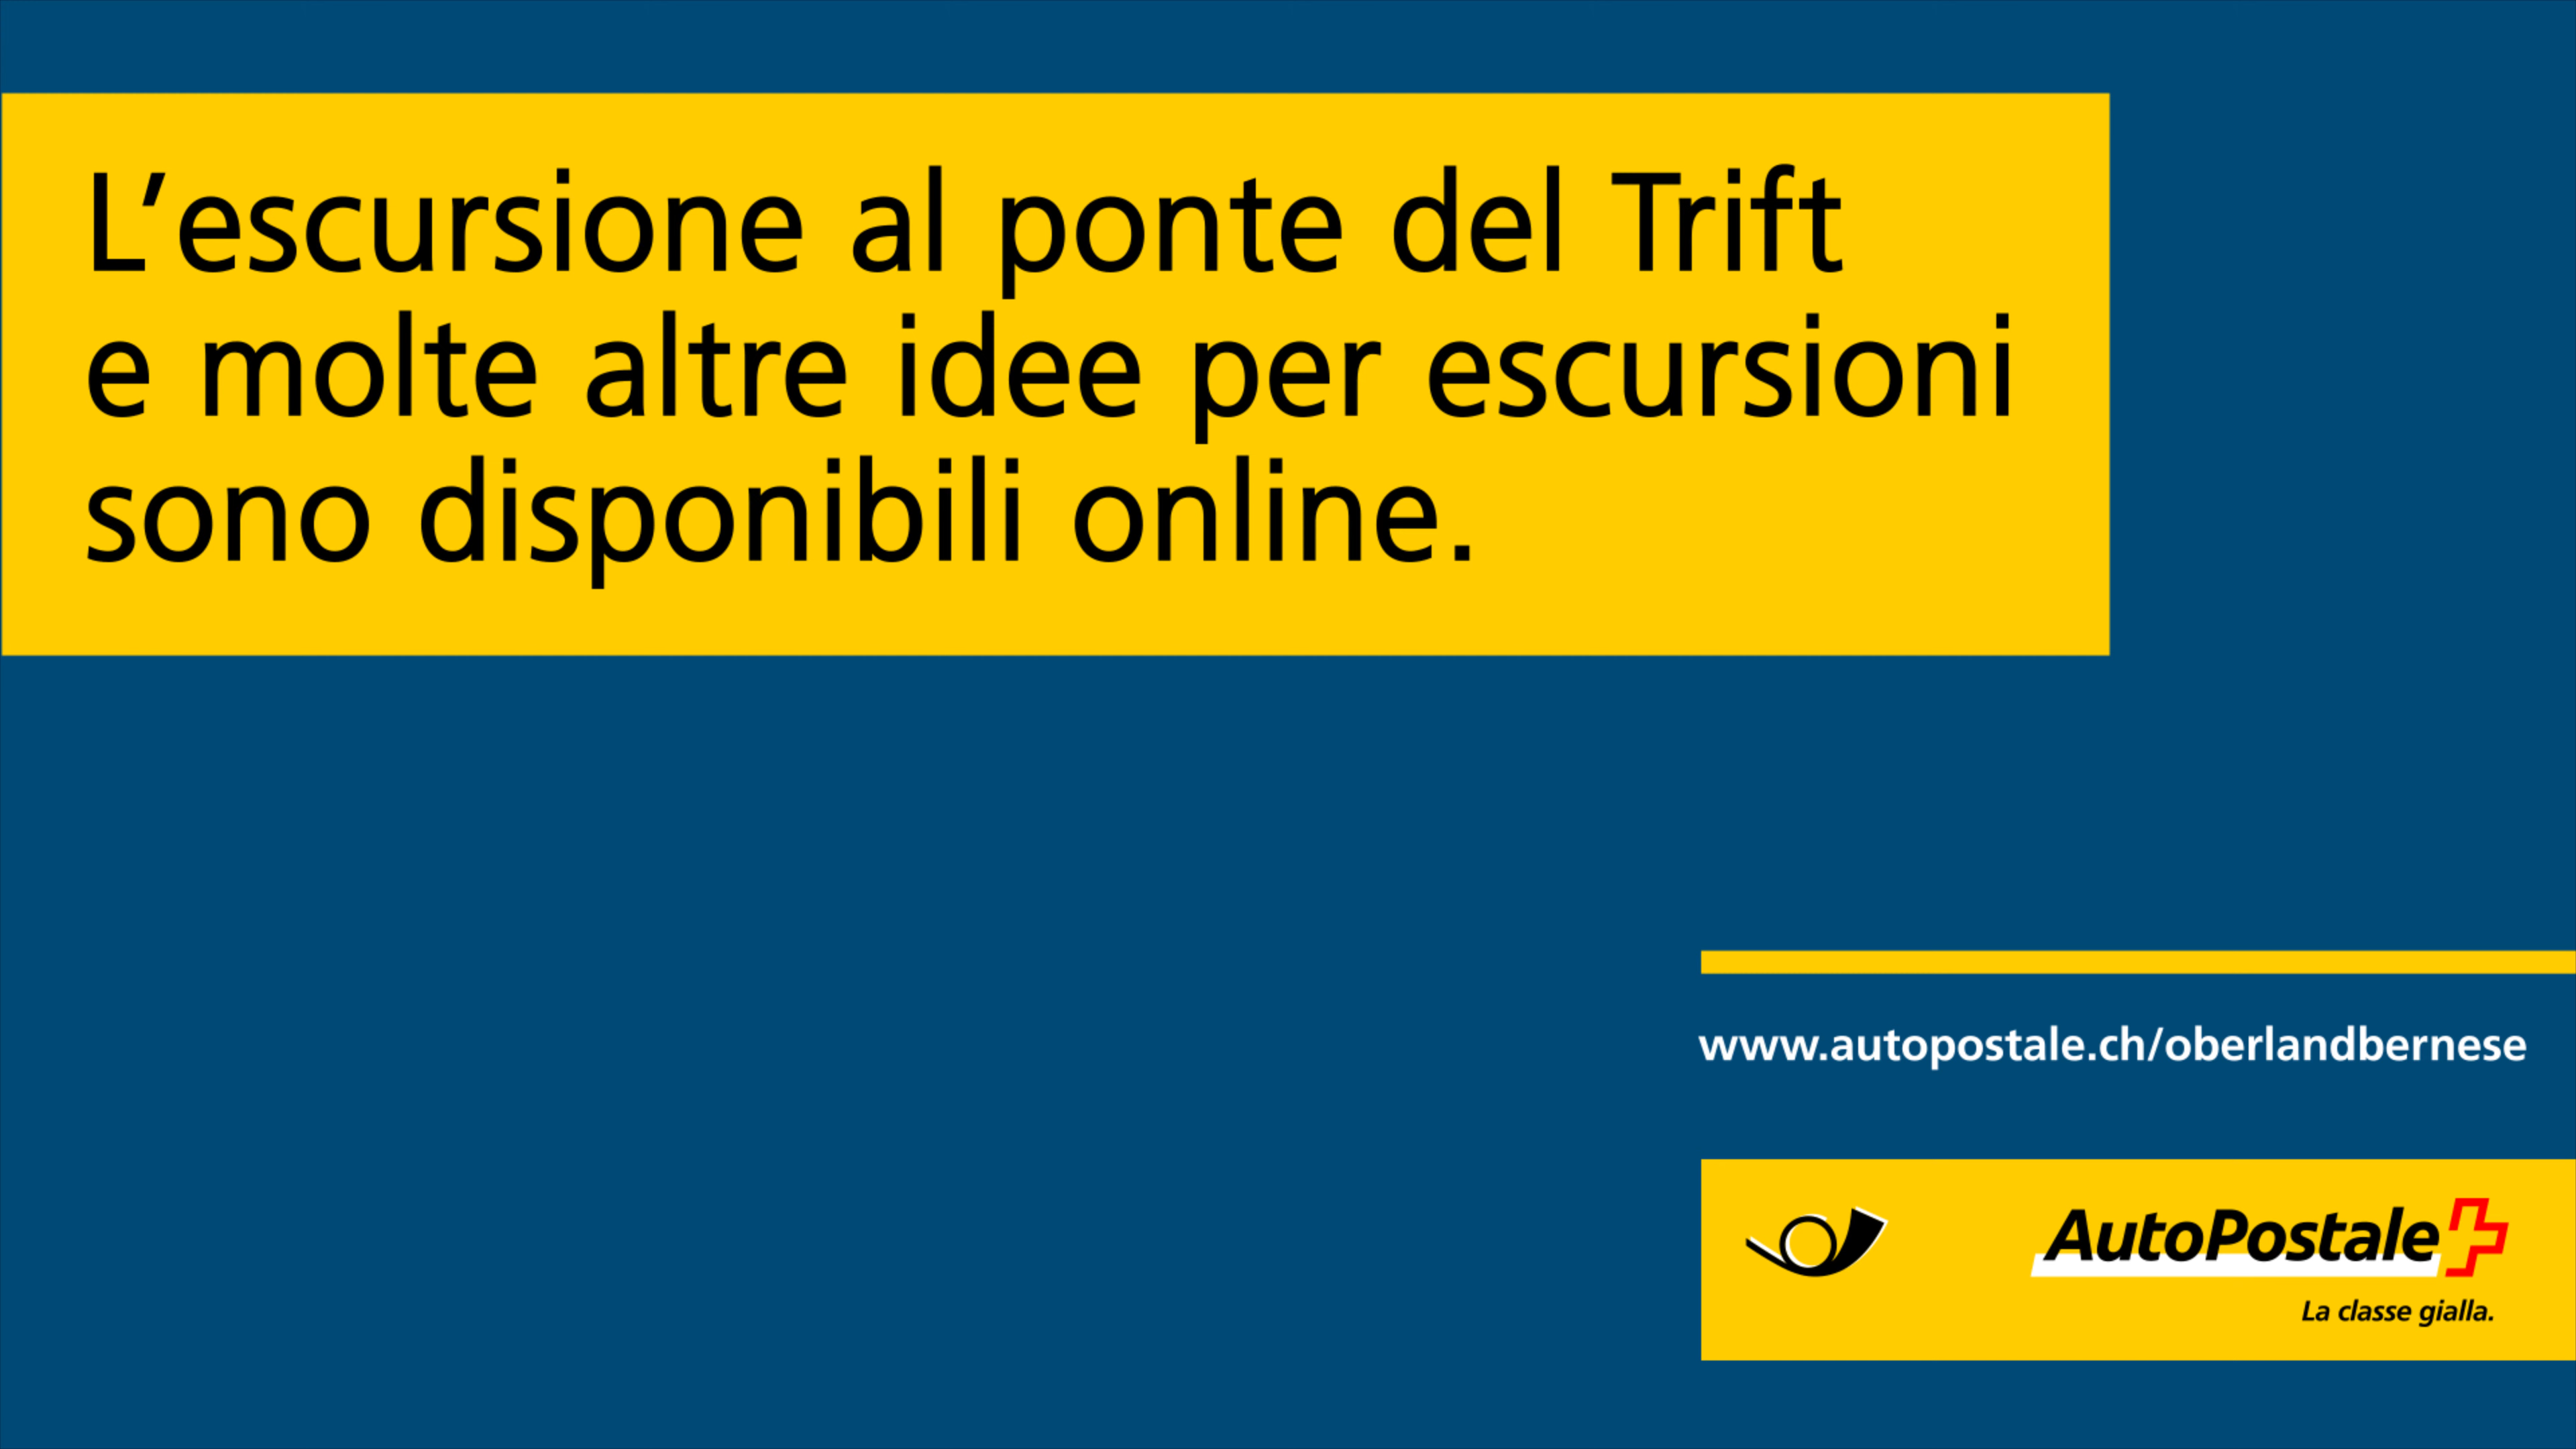 L’escursione al ponte del Trift
e molte altre idee per escursioni
sono disponibili online.
www.autopostale.ch/oberlandbernese
AutoPostale
La classe gialla.